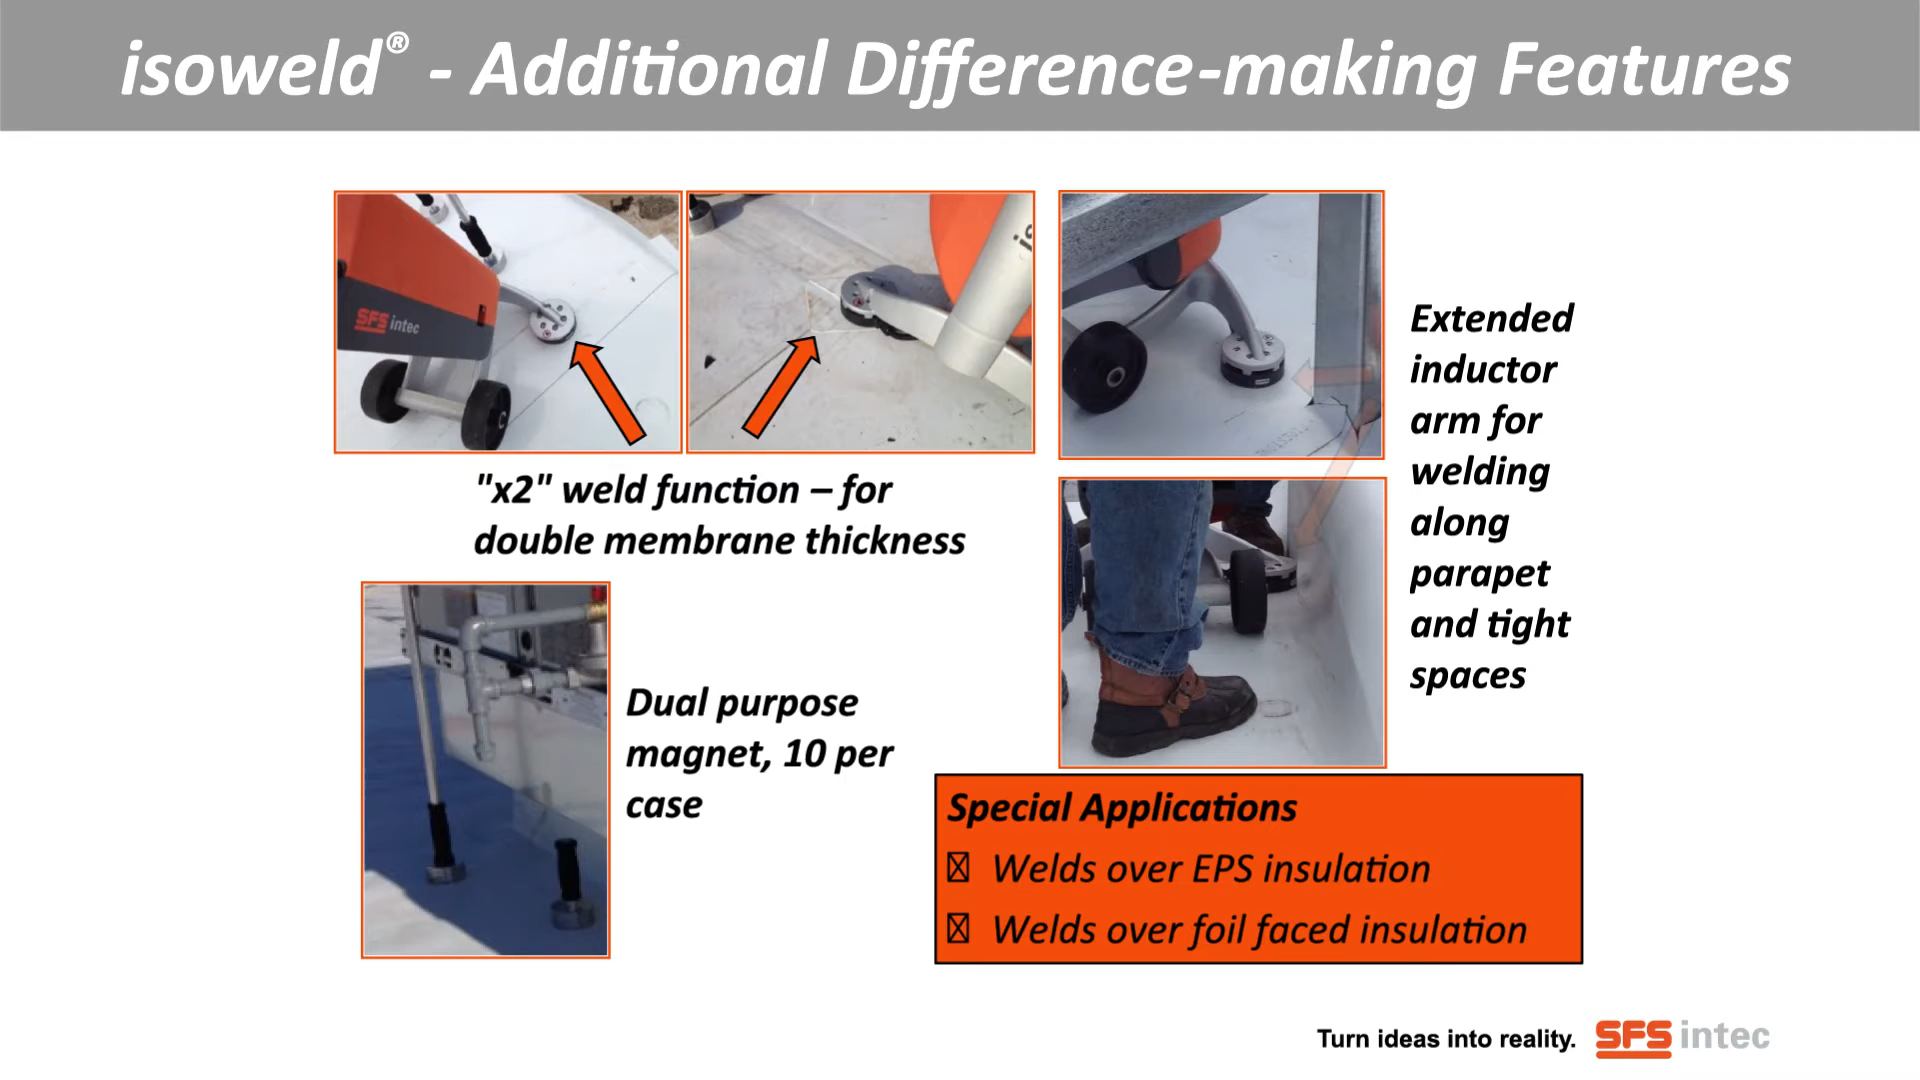 isoweld® - Additional Difference-making Features
SFS intec
is
"x2" weld function – for
double membrane thickness
Extended
inductor
arm for
welding
along
parapet
and tight
spaces
Dual purpose
magnet, 10 per
case
Special Applications
Welds over EPS insulation
Welds over foil faced insulation
Turn ideas into reality. SFS intec